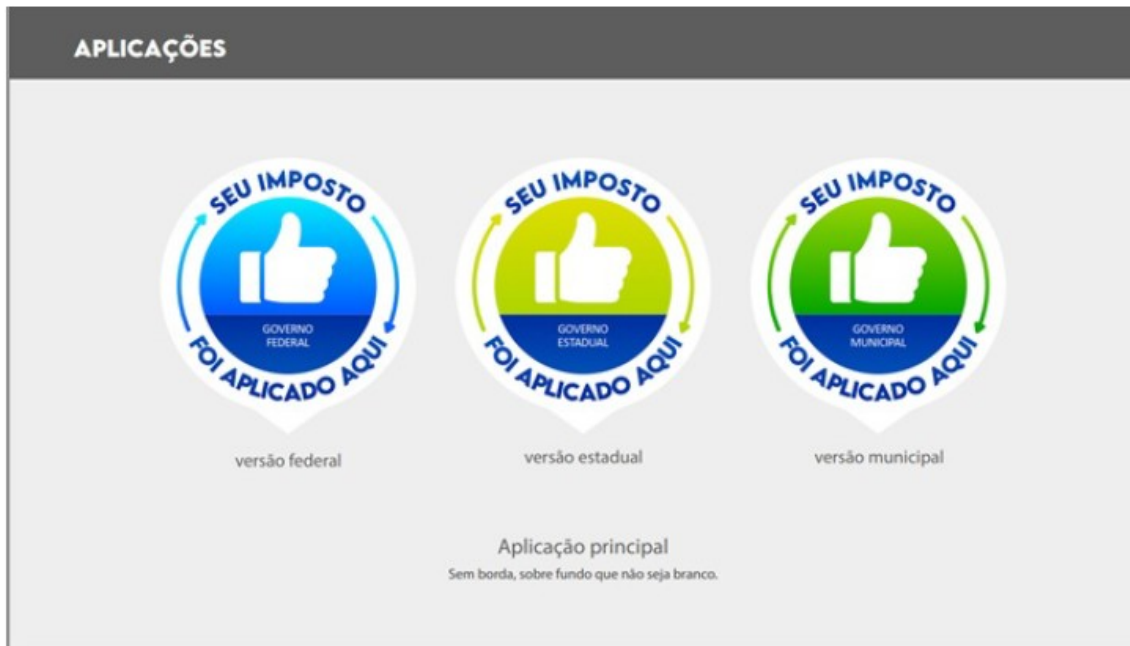 APLICAÇÕES
SEU IMPOSTO
GOVERNO
FEDERAL
FOI APLICADO AQUI
versão federal
SEU IMPOSTO
GOVERNO
ESTADUAL
FOI APLICADO AQUI
versão estadual
SEU IMPOSTO
GOVERNO
MUNICIPAL
FOI APLICADO AQUI
versão municipal
Aplicação principal
Sem borda, sobre fundo que não seja branco.